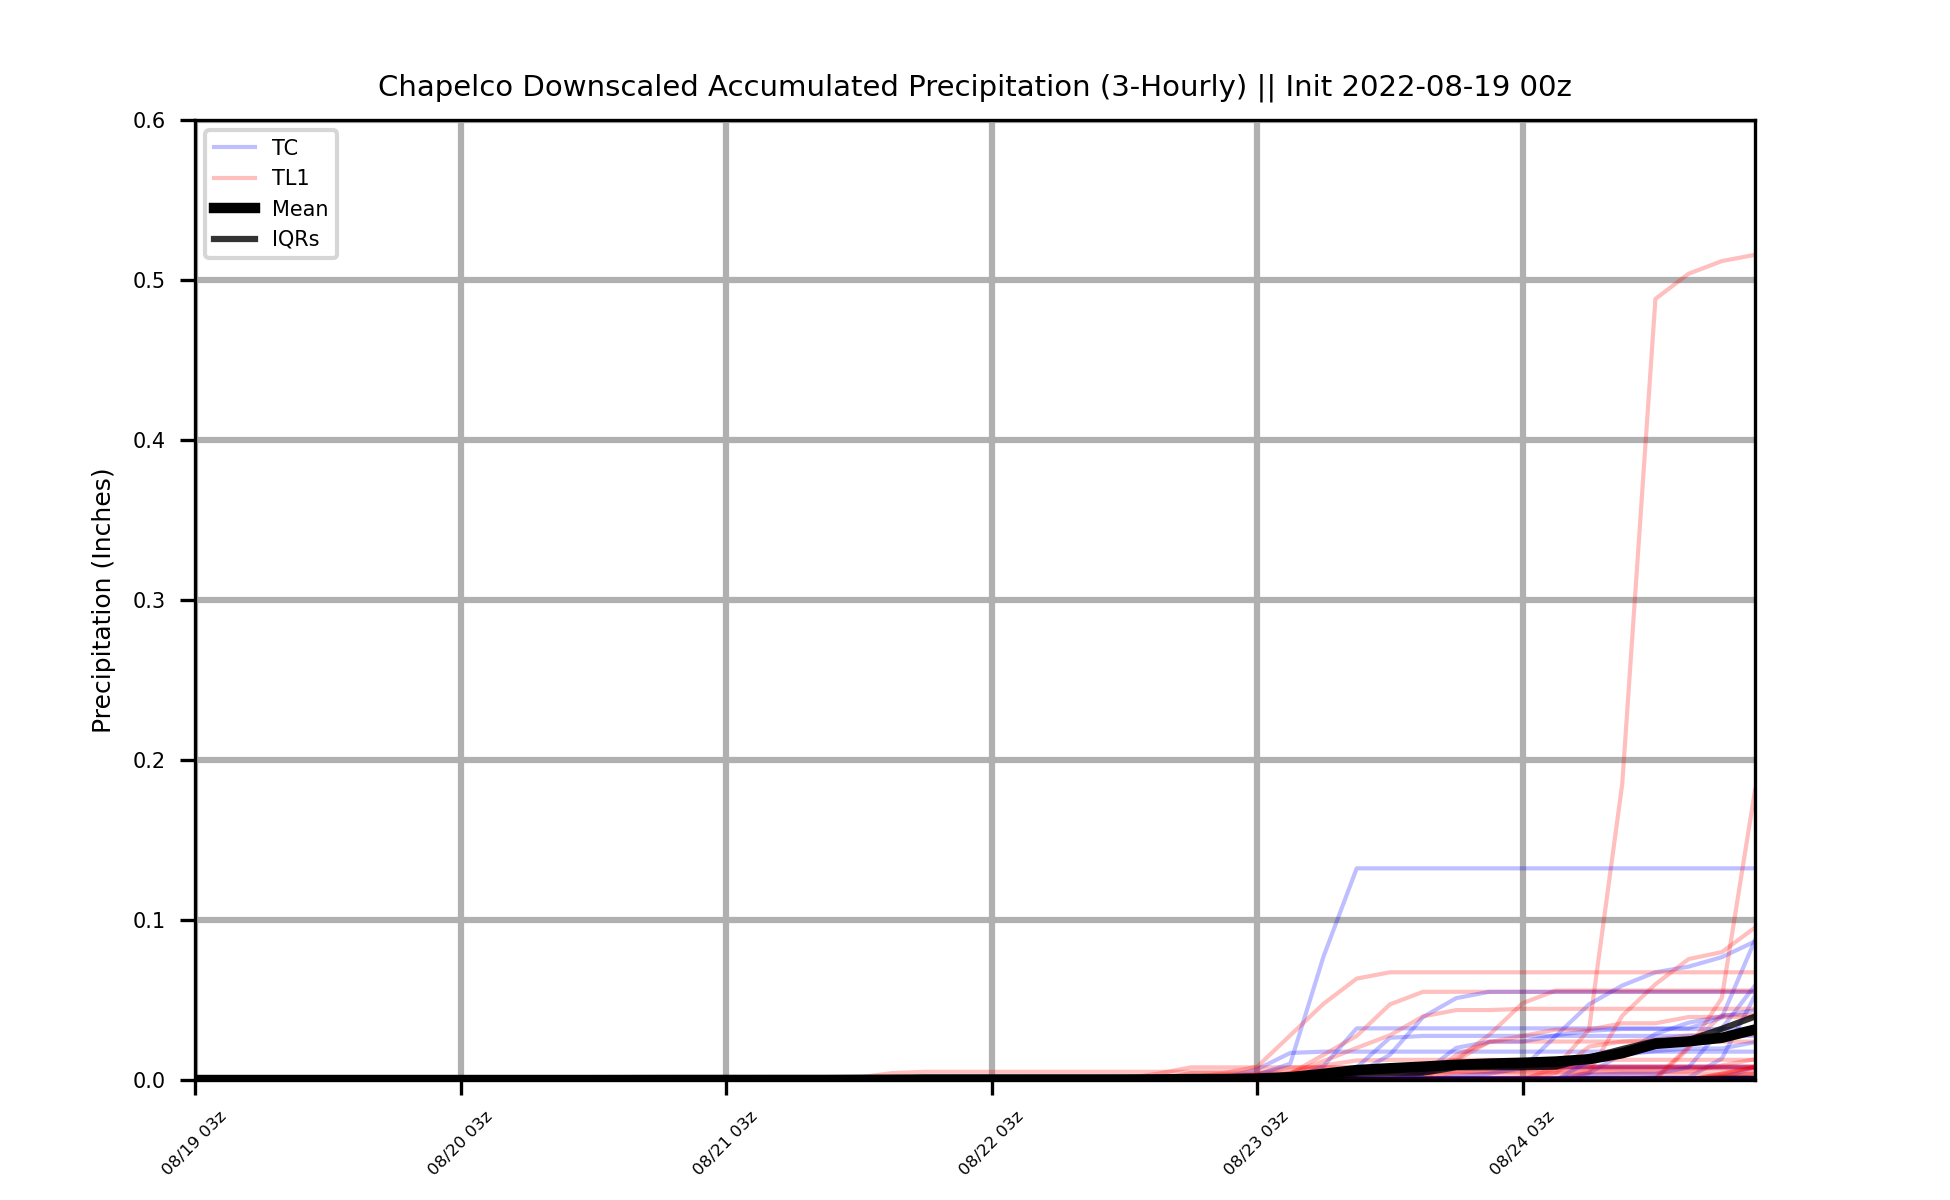 Chapelco Downscaled Accumulated Precipitation (3-Hourly) || Init 2022-08-19 00z
TC
TL1
Mean
IQRs
Precipitation (Inches)
0.6
0.5
0.4
0.3
0.2
0.1
0.0
08/19 03z
08/20 03z
08/21 03z
08/22 03z
08/23 03z
08/24 03z